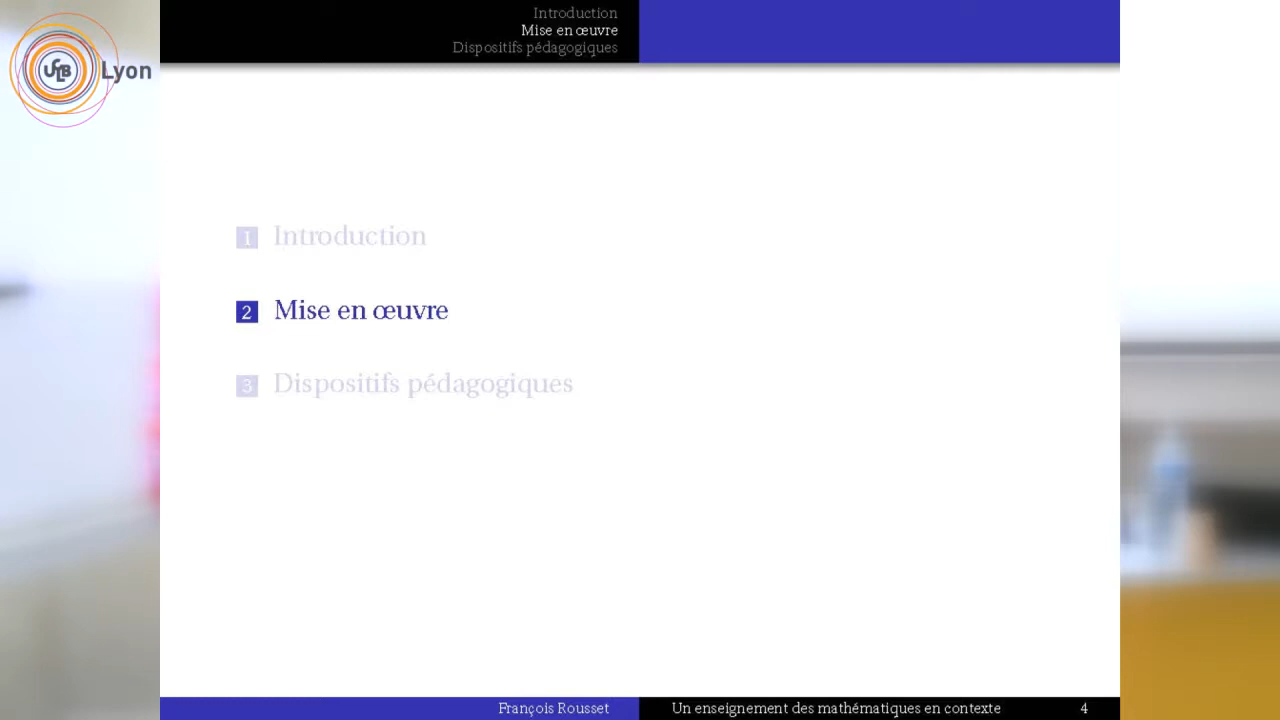 Introduction
Mise en œuvre
Dispositifs pédagogiques
UCLB Lyon
1 Introduction
2 Mise en œuvre
3 Dispositifs pédagogiques
François Rousset
Un enseignement des mathématiques en contexte
4